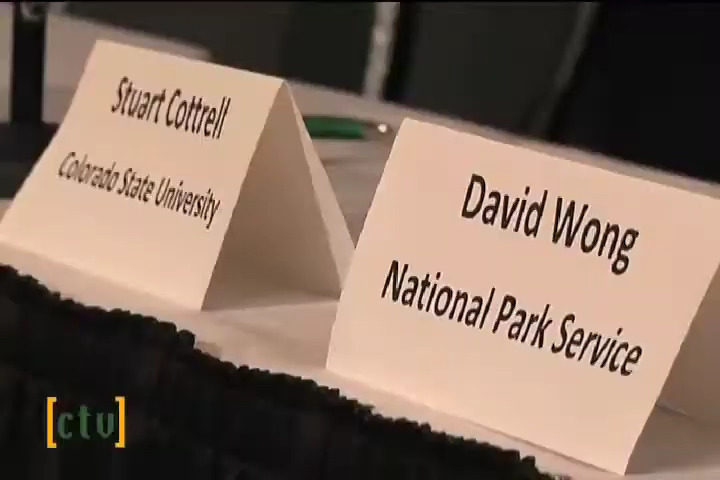 Stuart Cottrell
Colorado State University
David Wong
National Park Service
[ctv]